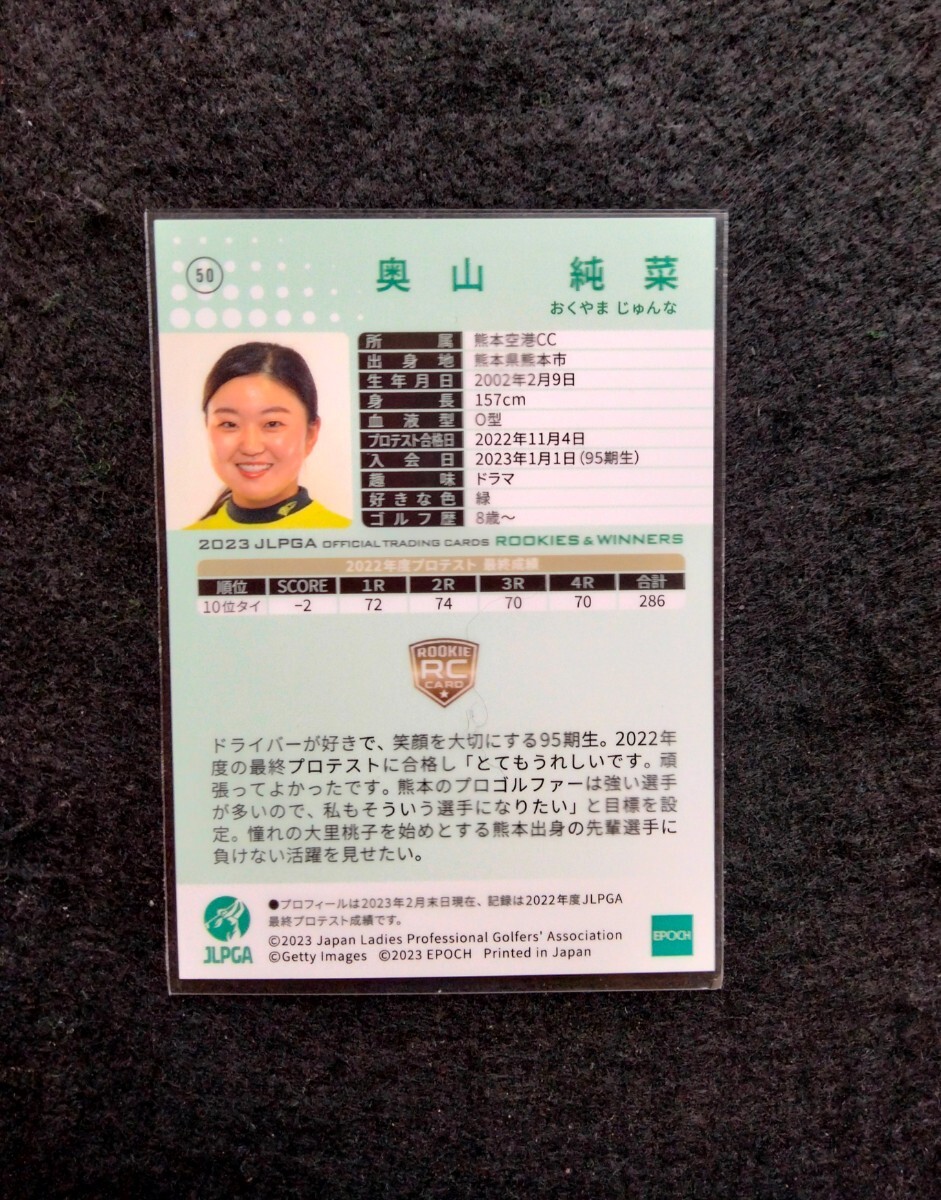 50
奥山 純菜
おくやま じゅんな
所属 熊本空港CC
出身地 熊本県熊本市
生年月日 2002年2月9日
身長 157cm
血液型 O型
プロテスト合格日 2022年11月4日
入会日 2023年1月1日(95期生)
趣味 ドラマ
好きな色 緑
ゴルフ歴 8歳〜
2023 JLPGA OFFICIAL TRADING CARDS ROOKIES & WINNERS
2022年度プロテスト 最終成績
順位 SCORE 1R 2R 3R 4R 合計
10位タイ −2 72 74 70 70 286
ROOKIE
RC
CARD
ドライバーが好きで、笑顔を大切にする95期生。2022年
度の最終プロテストに合格し「とてもうれしいです。頑
張ってよかったです。熊本のプロゴルファーは強い選手
が多いので、私もそういう選手になりたい」と目標を設
定。憧れの大里桃子を始めとする熊本出身の先輩選手に
負けない活躍を見せたい。
●プロフィールは2023年2月末日現在、記録は2022年度JLPGA
最終プロテスト成績です。
©2023 Japan Ladies Professional Golfers' Association
©Getty Images ©2023 EPOCH Printed in Japan
JLPGA
EPOCH